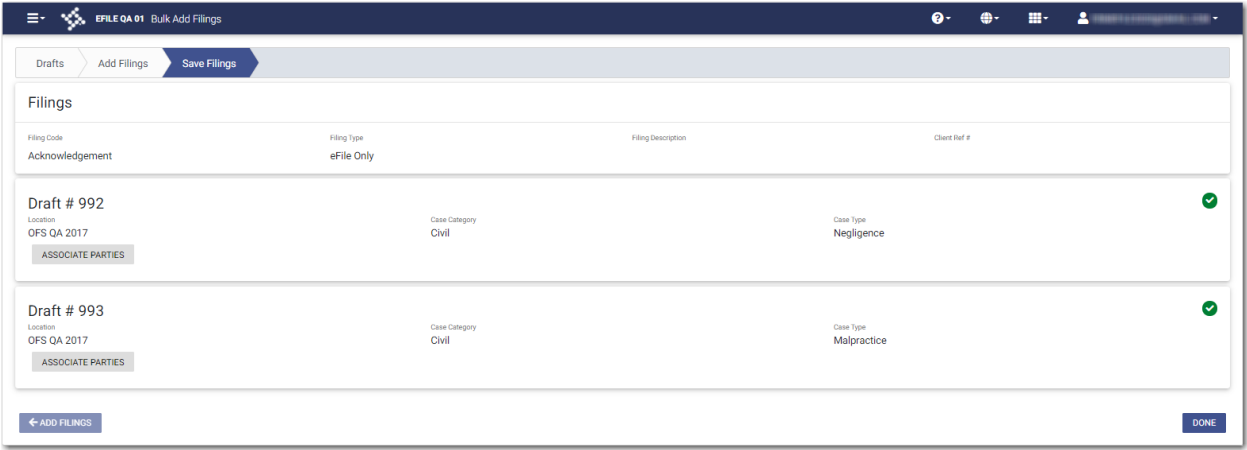 EFILE QA 01 Bulk Add Filings
Drafts Add Filings Save Filings
Filings
Filing Code Filing Type Filing Description Client Ref #
Acknowledgement eFile Only
Draft # 992
Location Case Category Case Type
OFS QA 2017 Civil Negligence
ASSOCIATE PARTIES
Draft # 993
Location Case Category Case Type
OFS QA 2017 Civil Malpractice
ASSOCIATE PARTIES
ADD FILINGS DONE